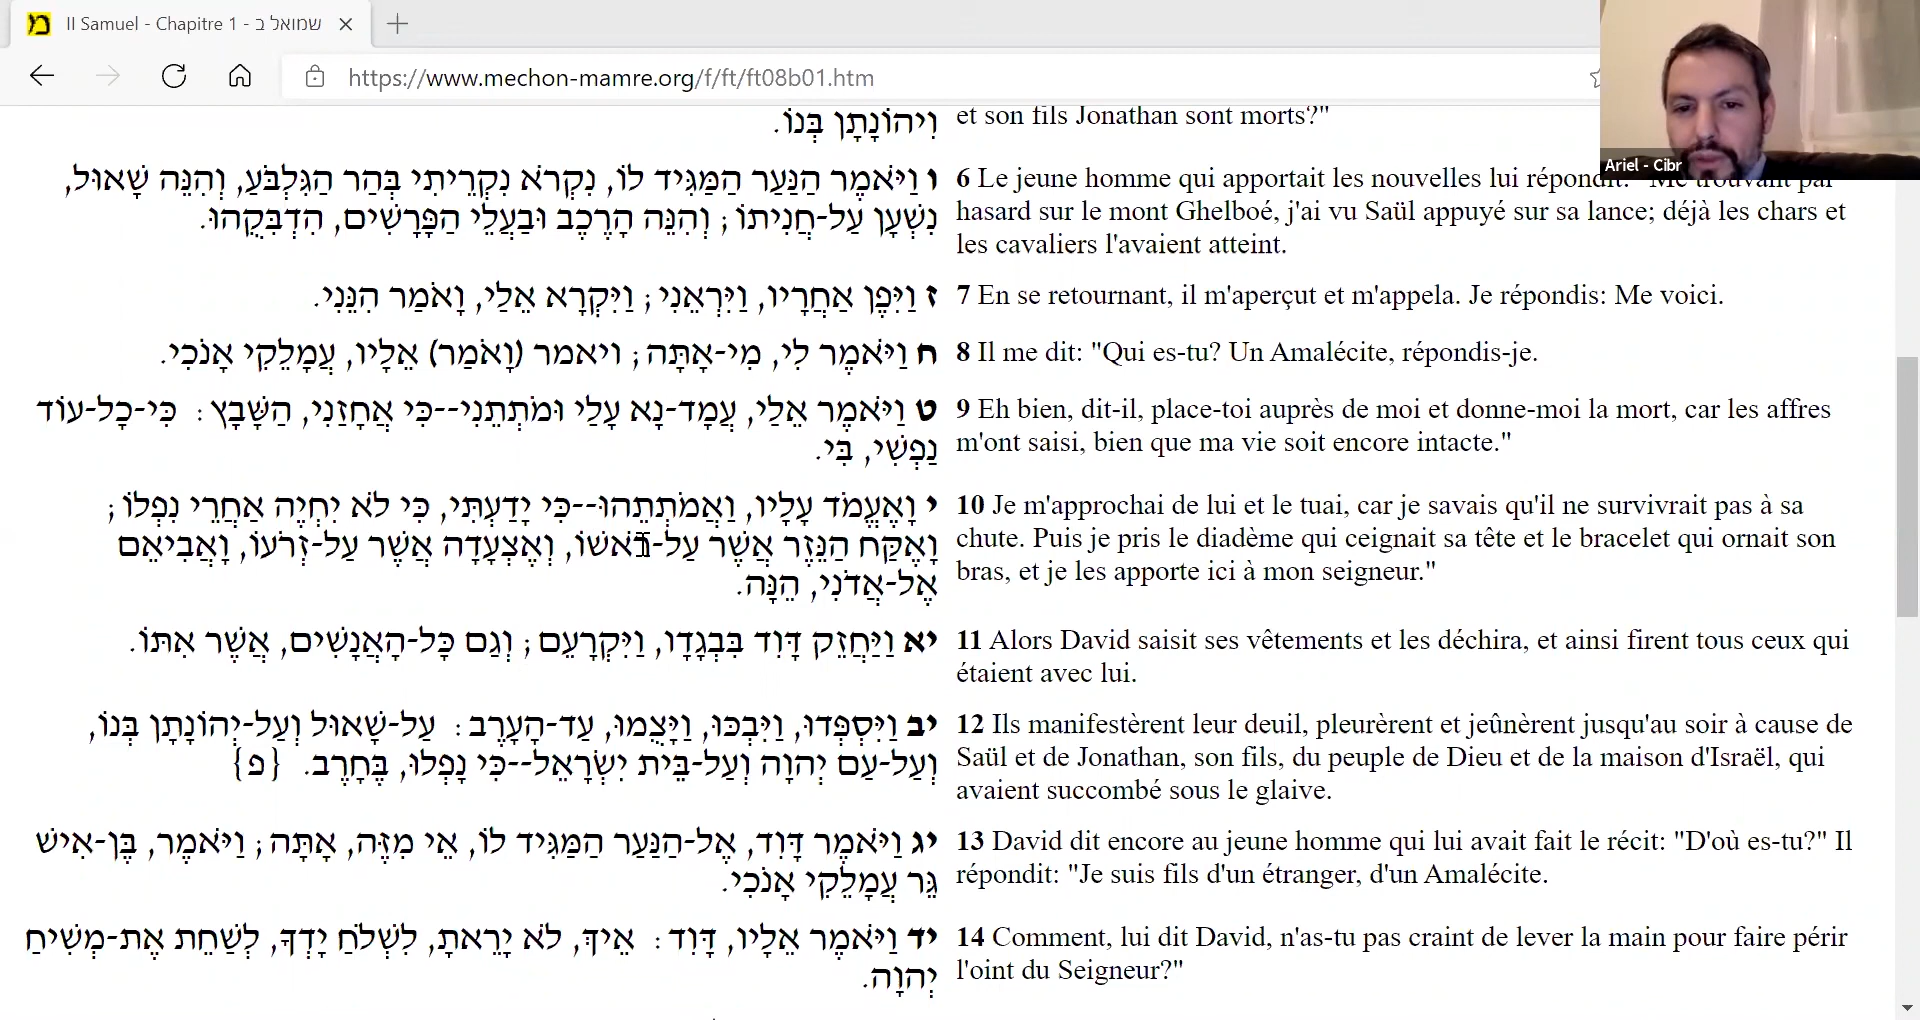 II Samuel - Chapitre 1 - שמואל ב
https://www.mechon-mamre.org/f/ft/ft08b01.htm
Ariel - Cibr
וִיהוֹנָתָן בְּנוֹ.
et son fils Jonathan sont morts?"
ו וַיֹּאמֶר הַנַּעַר הַמַּגִּיד לוֹ, נִקְרֹא נִקְרֵיתִי בְּהַר הַגִּלְבֹּעַ, וְהִנֵּה שָׁאוּל,
נִשְׁעָן עַל-חֲנִיתוֹ; וְהִנֵּה הָרֶכֶב וּבַעֲלֵי הַפָּרָשִׁים, הִדְבִּקֻהוּ.
6 Le jeune homme qui apportait les nouvelles lui répondit: "Me trouvant par
hasard sur le mont Ghelboé, j'ai vu Saül appuyé sur sa lance; déjà les chars et
les cavaliers l'avaient atteint.
ז וַיִּפֶן אַחֲרָיו, וַיִּרְאֵנִי; וַיִּקְרָא אֵלַי, וָאֹמַר הִנֵּנִי.
7 En se retournant, il m'aperçut et m'appela. Je répondis: Me voici.
ח וַיֹּאמֶר לִי, מִי-אָתָּה; ויאמר (וָאֹמַר) אֵלָיו, עֲמָלֵקִי אָנֹכִי.
8 Il me dit: "Qui es-tu? Un Amalécite, répondis-je.
ט וַיֹּאמֶר אֵלַי, עֲמָד-נָא עָלַי וּמֹתְתֵנִי--כִּי אֲחָזַנִי, הַשָּׁבָץ: כִּי-כָל-עוֹד
נַפְשִׁי, בִּי.
9 Eh bien, dit-il, place-toi auprès de moi et donne-moi la mort, car les affres
m'ont saisi, bien que ma vie soit encore intacte."
י וָאֶעֱמֹד עָלָיו, וַאֲמֹתְתֵהוּ--כִּי יָדַעְתִּי, כִּי לֹא יִחְיֶה אַחֲרֵי נִפְלוֹ;
וָאֶקַּח הַנֵּזֶר אֲשֶׁר עַל-רֹאשׁוֹ, וְאֶצְעָדָה אֲשֶׁר עַל-זְרֹעוֹ, וָאֲבִיאֵם
אֶל-אֲדֹנִי, הֵנָּה.
10 Je m'approchai de lui et le tuai, car je savais qu'il ne survivrait pas à sa
chute. Puis je pris le diadème qui ceignait sa tête et le bracelet qui ornait son
bras, et je les apporte ici à mon seigneur."
יא וַיַּחֲזֵק דָּוִד בִּבְגָדָו, וַיִּקְרָעֵם; וְגַם כָּל-הָאֲנָשִׁים, אֲשֶׁר אִתּוֹ.
11 Alors David saisit ses vêtements et les déchira, et ainsi firent tous ceux qui
étaient avec lui.
יב וַיִּסְפְּדוּ, וַיִּבְכּוּ, וַיָּצֻמוּ, עַד-הָעָרֶב: עַל-שָׁאוּל וְעַל-יְהוֹנָתָן בְּנוֹ,
וְעַל-עַם יְהוָה וְעַל-בֵּית יִשְׂרָאֵל--כִּי נָפְלוּ, בֶּחָרֶב. {פ}
12 Ils manifestèrent leur deuil, pleurèrent et jeûnèrent jusqu'au soir à cause de
Saül et de Jonathan, son fils, du peuple de Dieu et de la maison d'Israël, qui
avaient succombé sous le glaive.
יג וַיֹּאמֶר דָּוִד, אֶל-הַנַּעַר הַמַּגִּיד לוֹ, אֵי מִזֶּה, אָתָּה; וַיֹּאמֶר, בֶּן-אִישׁ
גֵּר עֲמָלֵקִי אָנֹכִי.
13 David dit encore au jeune homme qui lui avait fait le récit: "D'où es-tu?" Il
répondit: "Je suis fils d'un étranger, d'un Amalécite.
יד וַיֹּאמֶר אֵלָיו, דָּוִד: אֵיךְ, לֹא יָרֵאתָ, לִשְׁלֹחַ יָדְךָ, לְשַׁחֵת אֶת-מְשִׁיחַ
יְהוָה.
14 Comment, lui dit David, n'as-tu pas craint de lever la main pour faire périr
l'oint du Seigneur?"